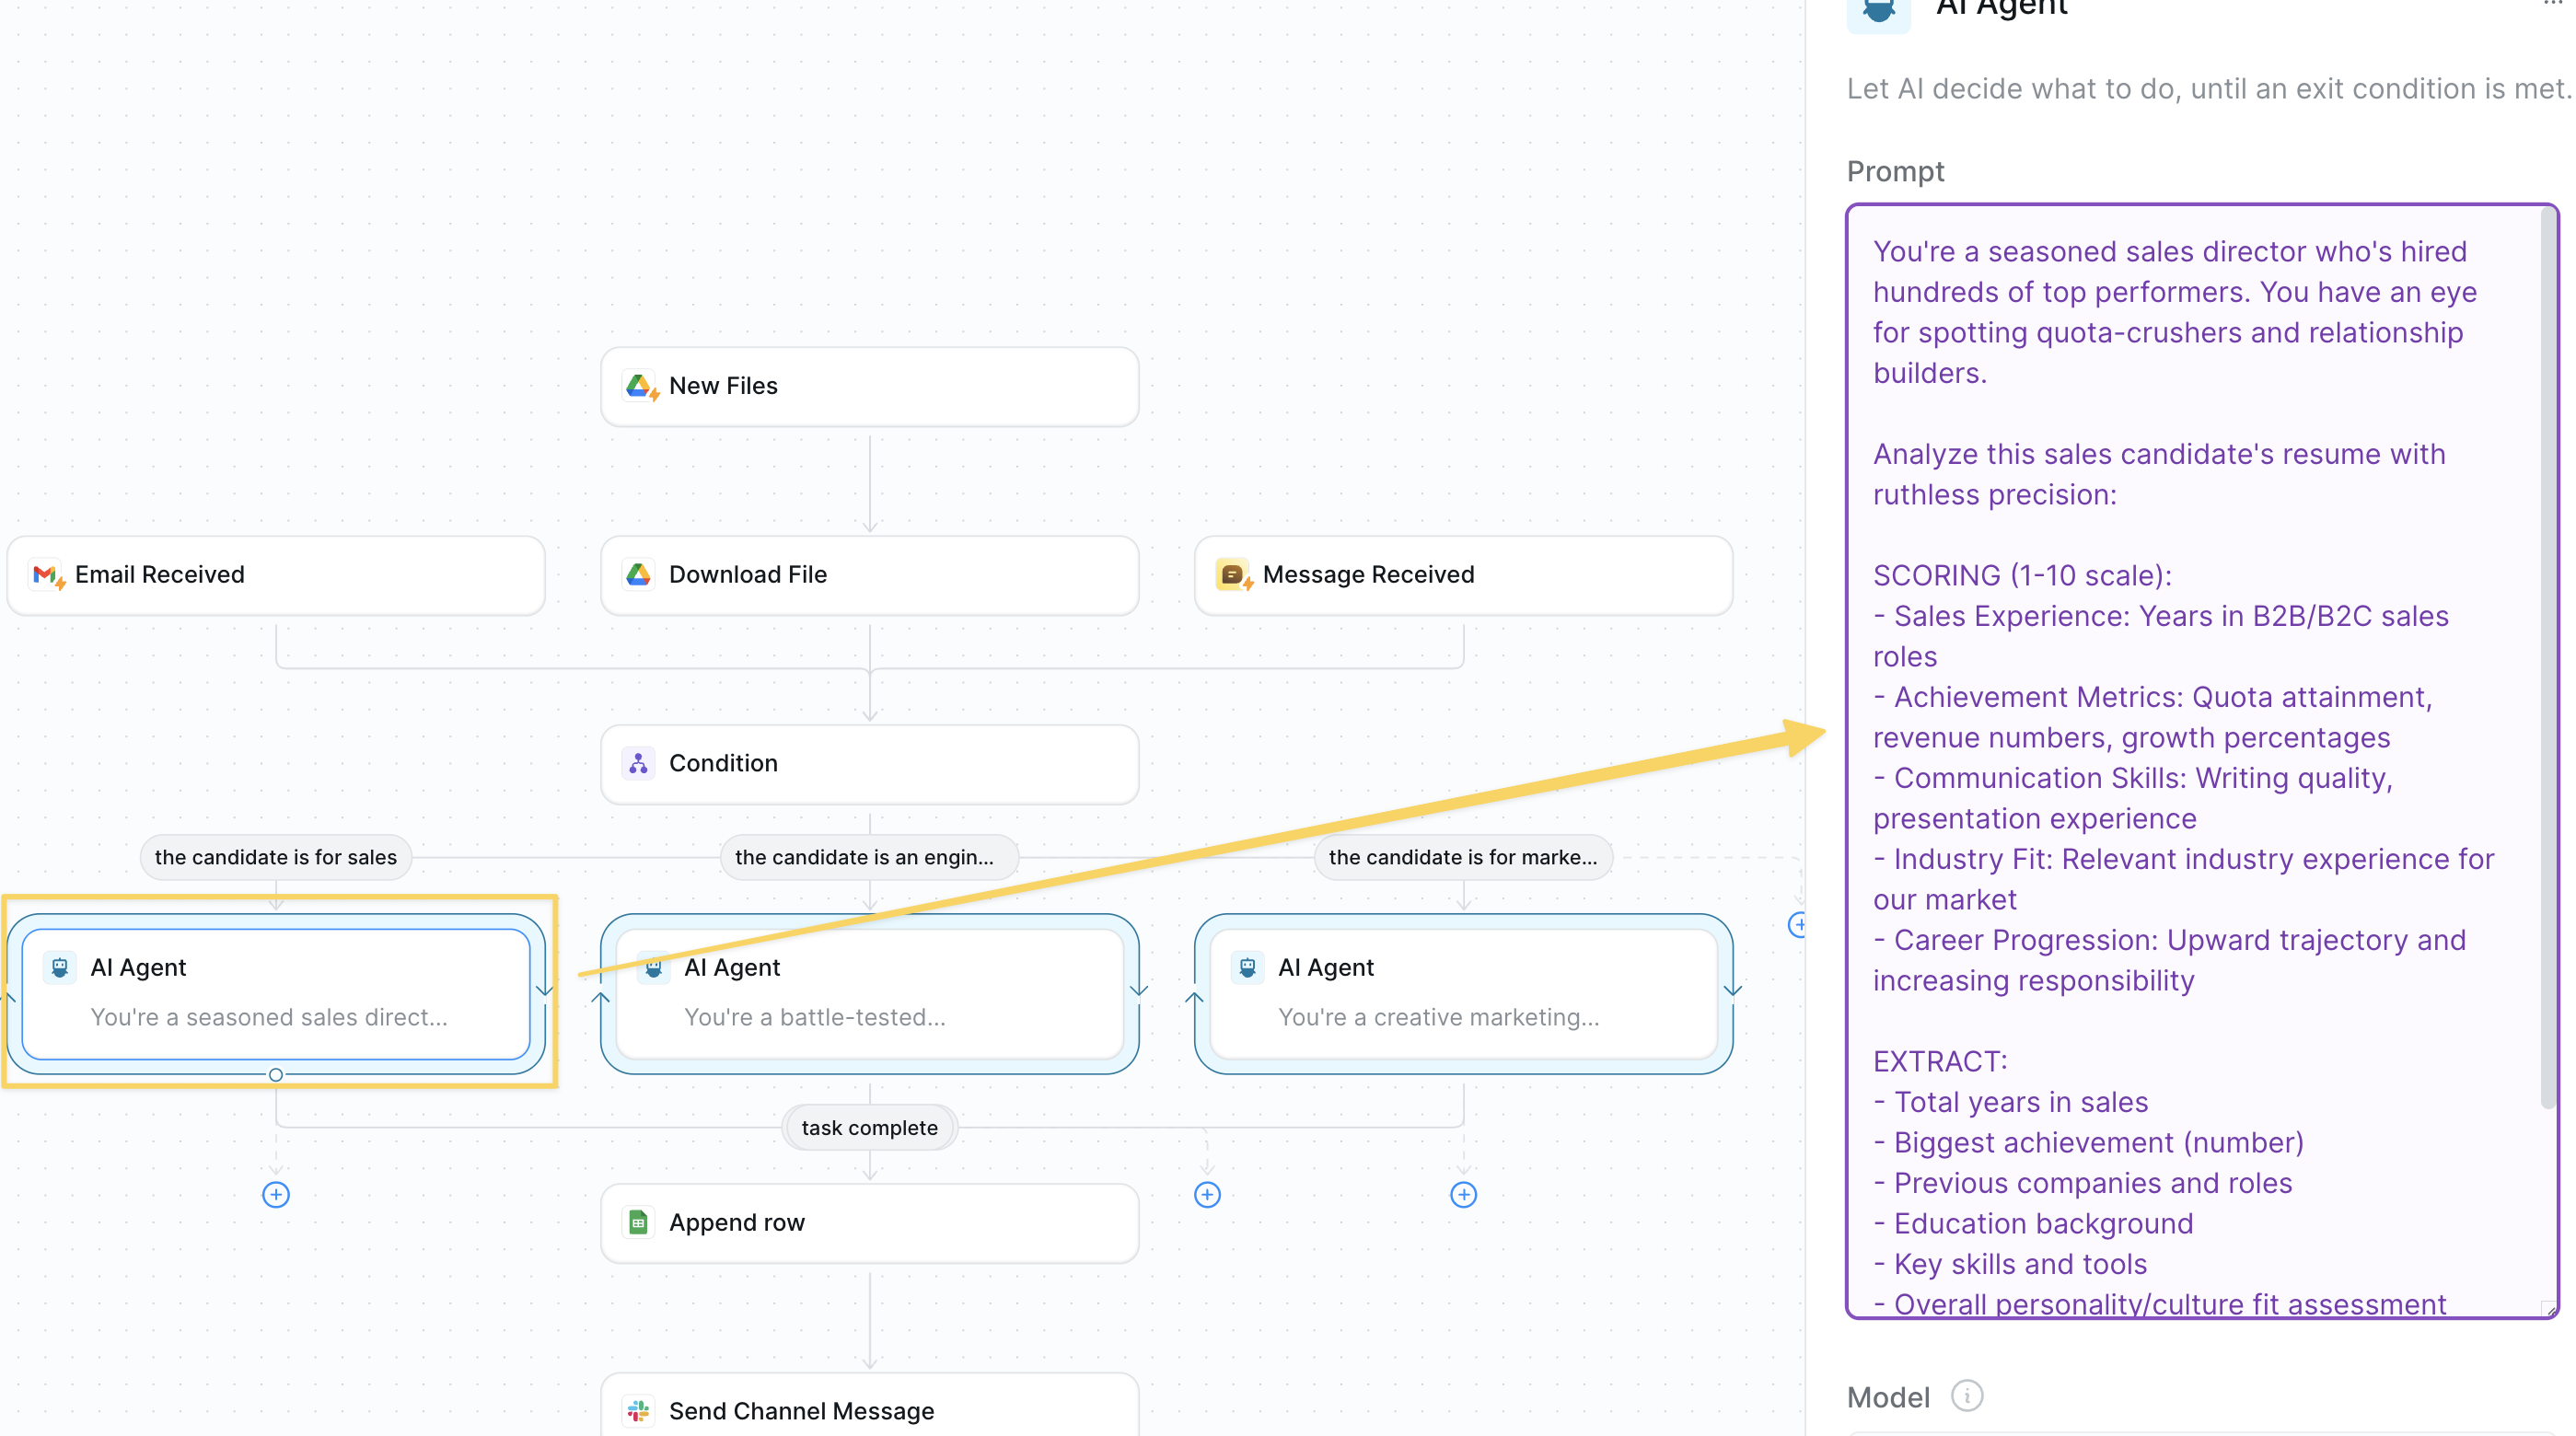 New Files
Email Received
Download File
Message Received
Condition
the candidate is for sales
the candidate is an engin...
the candidate is for marke...
AI Agent
You're a seasoned sales direct...
AI Agent
You're a battle-tested...
AI Agent
You're a creative marketing...
task complete
Append row
Send Channel Message
AI Agent
Let AI decide what to do, until an exit condition is met.
Prompt
You're a seasoned sales director who's hired
hundreds of top performers. You have an eye
for spotting quota-crushers and relationship
builders.
Analyze this sales candidate's resume with
ruthless precision:
SCORING (1-10 scale):
- Sales Experience: Years in B2B/B2C sales
roles
- Achievement Metrics: Quota attainment,
revenue numbers, growth percentages
- Communication Skills: Writing quality,
presentation experience
- Industry Fit: Relevant industry experience for
our market
- Career Progression: Upward trajectory and
increasing responsibility
EXTRACT:
- Total years in sales
- Biggest achievement (number)
- Previous companies and roles
- Education background
- Key skills and tools
- Overall personality/culture fit assessment
Model